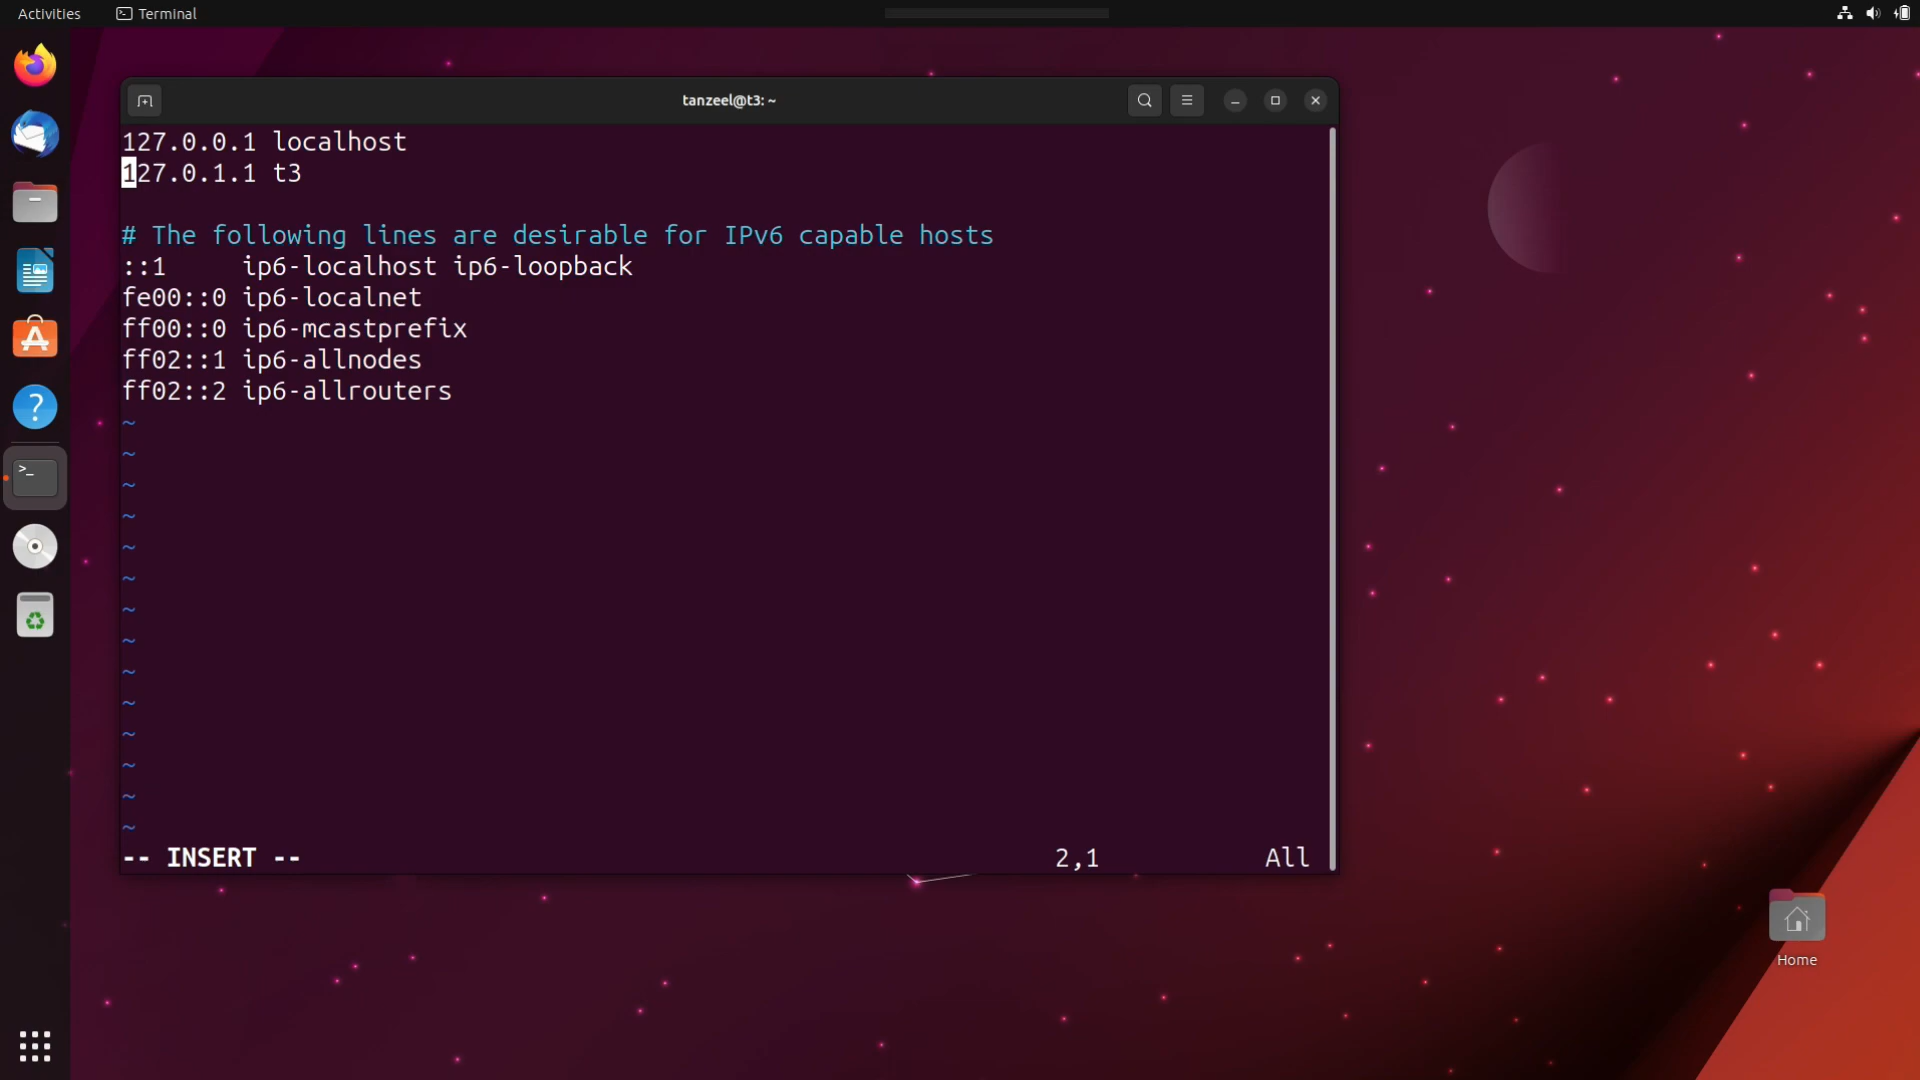 Activities
Terminal
tanzeel@t3: ~
127.0.0.1 localhost
127.0.1.1 t3
# The following lines are desirable for IPv6 capable hosts
::1     ip6-localhost ip6-loopback
fe00::0 ip6-localnet
ff00::0 ip6-mcastprefix
ff02::1 ip6-allnodes
ff02::2 ip6-allrouters
~
~
~
~
~
~
~
~
~
~
~
~
~
~
-- INSERT -- 2,1 All
Home